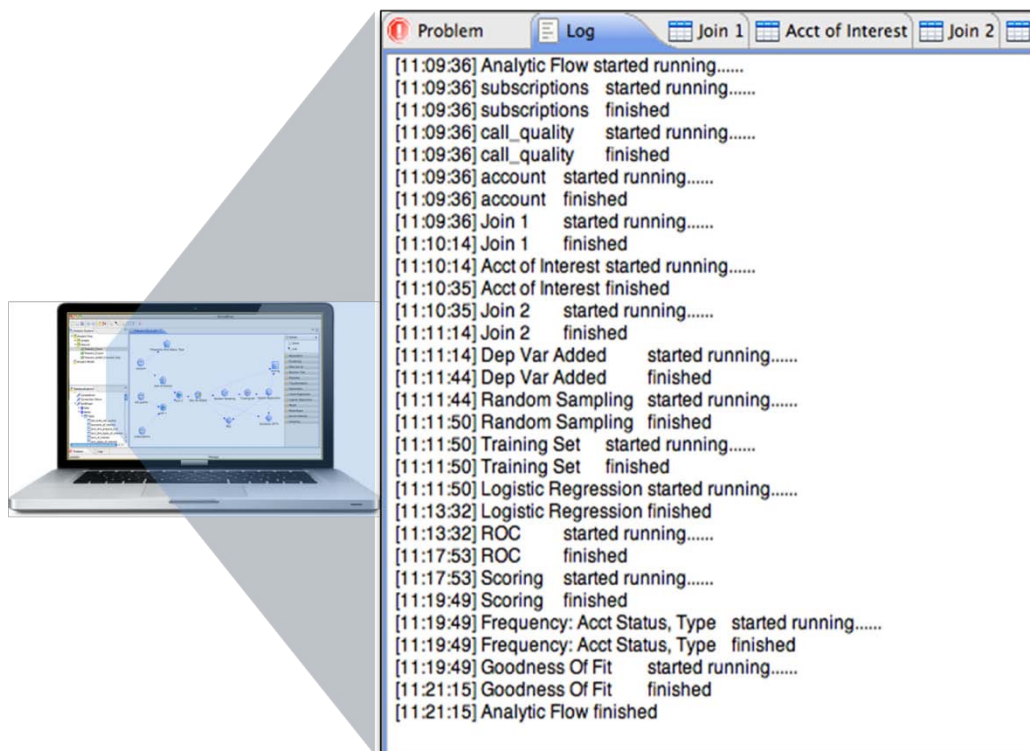 Problem
Log
Join 1
Acct of Interest
Join 2
[11:09:36] Analytic Flow started running......
[11:09:36] subscriptions started running......
[11:09:36] subscriptions finished
[11:09:36] call_quality started running......
[11:09:36] call_quality finished
[11:09:36] account started running......
[11:09:36] account finished
[11:09:36] Join 1 started running......
[11:10:14] Join 1 finished
[11:10:14] Acct of Interest started running......
[11:10:35] Acct of Interest finished
[11:10:35] Join 2 started running......
[11:11:14] Join 2 finished
[11:11:14] Dep Var Added started running......
[11:11:44] Dep Var Added finished
[11:11:44] Random Sampling started running......
[11:11:50] Random Sampling finished
[11:11:50] Training Set started running......
[11:11:50] Training Set finished
[11:11:50] Logistic Regression started running......
[11:13:32] Logistic Regression finished
[11:13:32] ROC started running......
[11:17:53] ROC finished
[11:17:53] Scoring started running......
[11:19:49] Scoring finished
[11:19:49] Frequency: Acct Status, Type started running......
[11:19:49] Frequency: Acct Status, Type finished
[11:19:49] Goodness Of Fit started running......
[11:21:15] Goodness Of Fit finished
[11:21:15] Analytic Flow finished